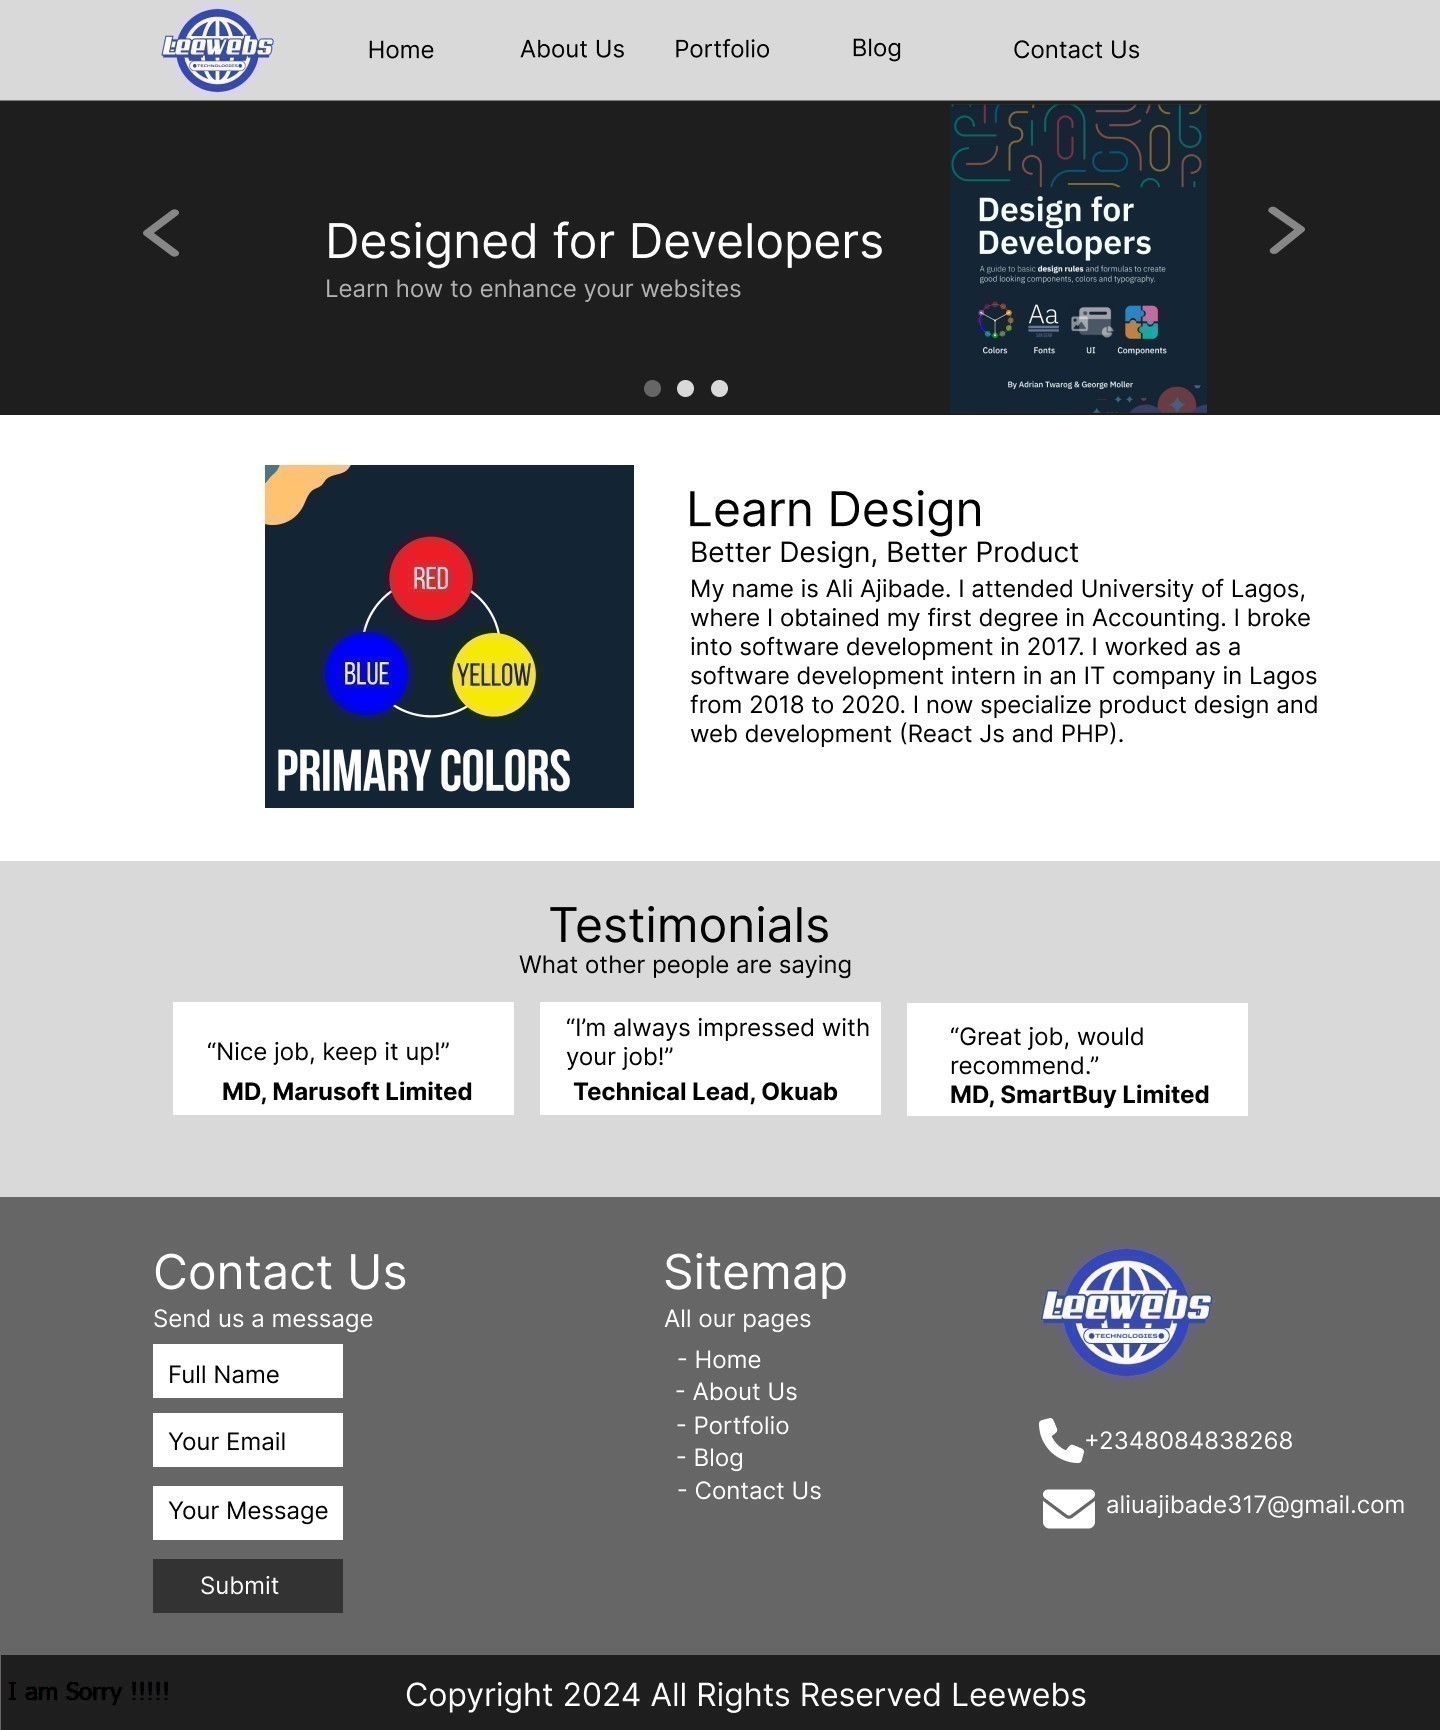 Leewebs
TECHNOLOGIES
Home
About Us
Portfolio
Blog
Contact Us
Designed for Developers
Learn how to enhance your websites
Design for
Developers
A guide to basic design rules and formulas to create
good looking components, colors and typography.
Aa
Colors
Fonts
UI
Components
By Adrian Twarog & George Moller
RED
BLUE
YELLOW
PRIMARY COLORS
Learn Design
Better Design, Better Product
My name is Ali Ajibade. I attended University of Lagos,
where I obtained my first degree in Accounting. I broke
into software development in 2017. I worked as a
software development intern in an IT company in Lagos
from 2018 to 2020. I now specialize product design and
web development (React Js and PHP).
Testimonials
What other people are saying
“Nice job, keep it up!”
MD, Marusoft Limited
“I’m always impressed with
your job!”
Technical Lead, Okuab
“Great job, would
recommend.”
MD, SmartBuy Limited
Contact Us
Send us a message
Full Name
Your Email
Your Message
Submit
Sitemap
All our pages
- Home
- About Us
- Portfolio
- Blog
- Contact Us
Leewebs
TECHNOLOGIES
+2348084838268
aliuajibade317@gmail.com
I am Sorry !!!!!
Copyright 2024 All Rights Reserved Leewebs